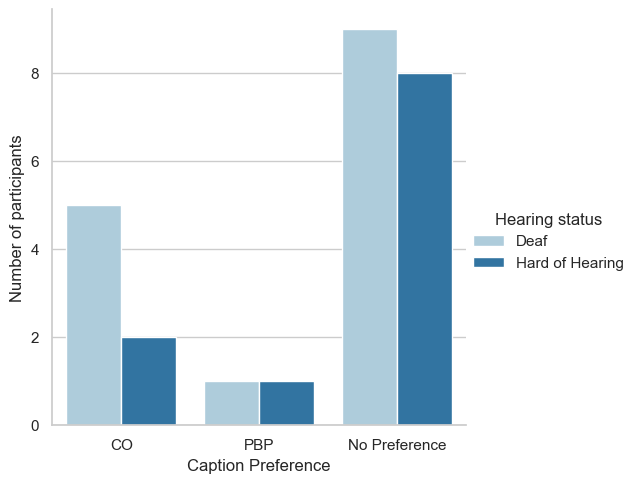 8
6
4
2
0
Number of participants
CO
PBP
No Preference
Caption Preference
Hearing status
Deaf
Hard of Hearing